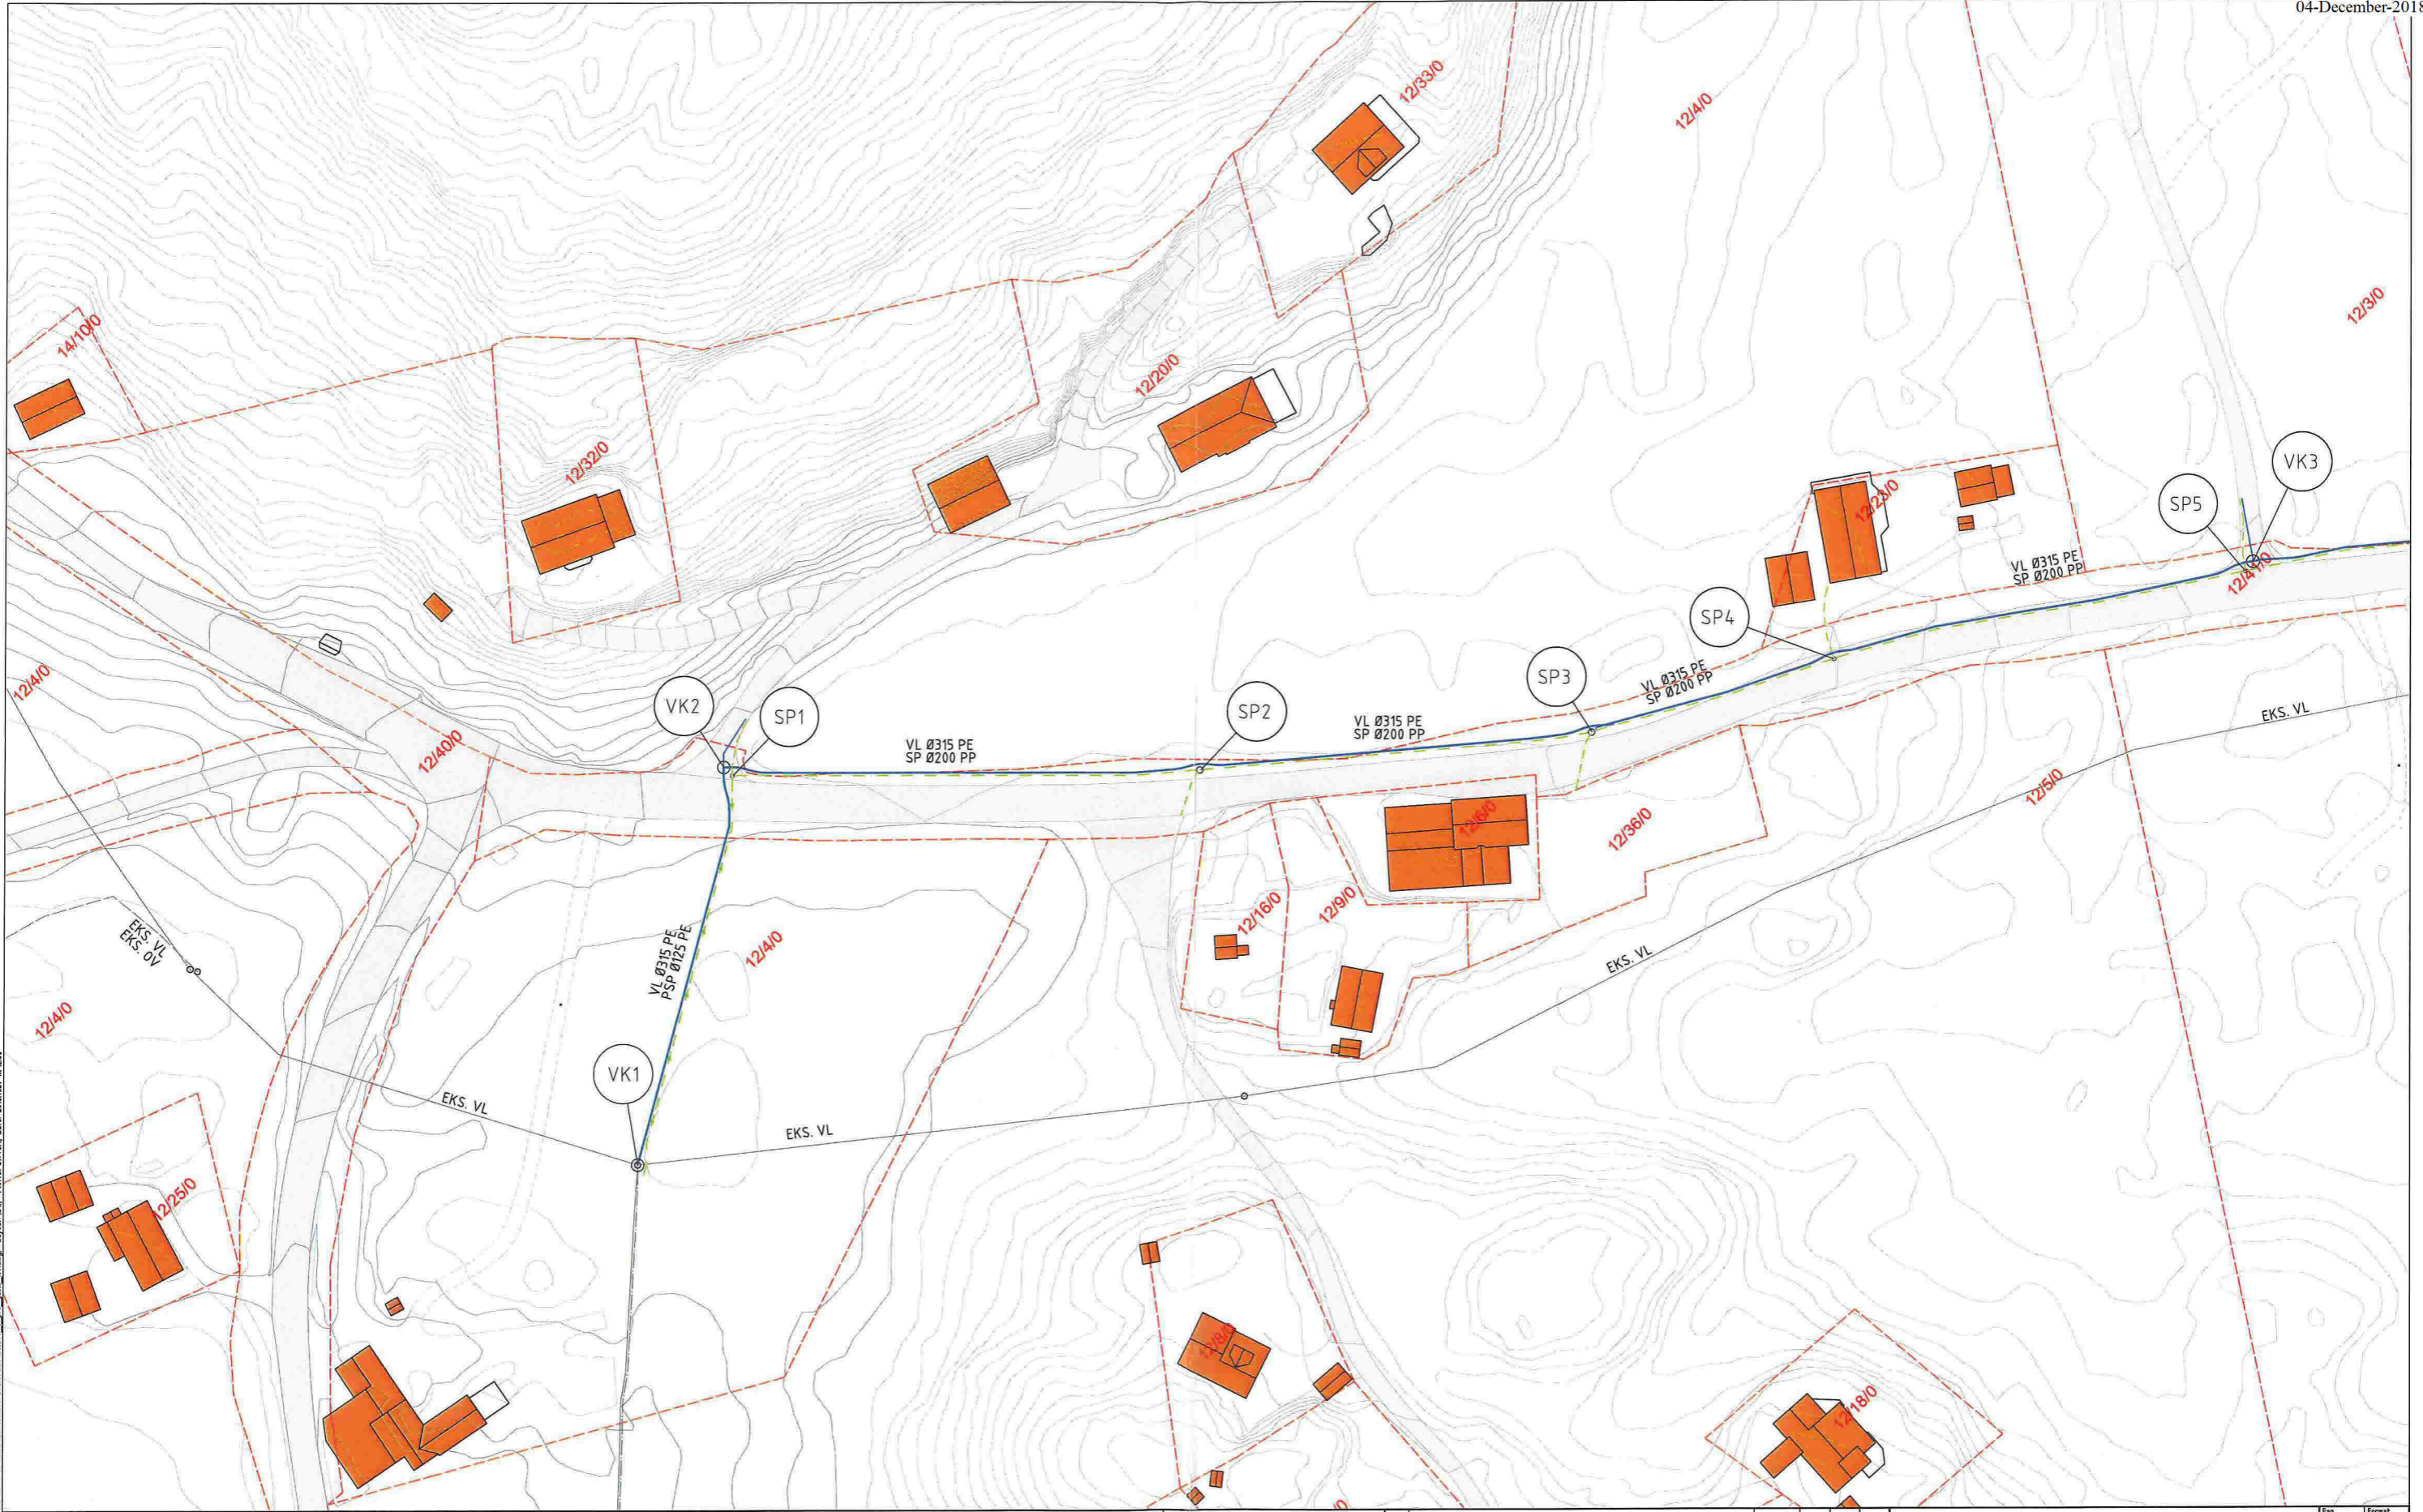 04-December-2018
12/33/0
12/4/0
12/3/0
14/10/0
12/20/0
12/32/0
12/23/0
VK3
SP5
VL Ø315 PE
SP Ø200 PP
12/41/0
SP4
12/4/0
VK2
SP1
SP2
SP3
VL Ø315 PE
SP Ø200 PP
EKS. VL
12/40/0
VL Ø315 PE
SP Ø200 PP
VL Ø315 PE
SP Ø200 PP
12/5/0
12/6/0
12/36/0
12/16/0
12/9/0
EKS. VL
EKS. OV
VL Ø315 PE
PSP Ø125 PE
12/4/0
EKS. VL
12/4/0
VK1
EKS. VL
EKS. VL
12/25/0
12/8/0
12/18/0
Format